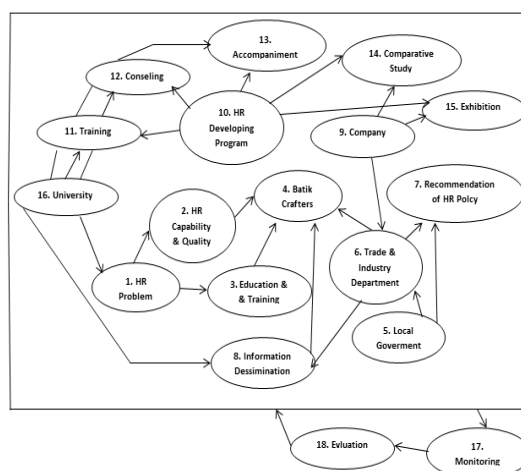 13.
Accompaniment
14. Comparative
Study
12. Conseling
10. HR
Developing
Program
15. Exhibition
11. Training
9. Company
16. University
2. HR
Capability
& Quality
4. Batik
Crafters
7. Recommendation
of HR Polcy
6. Trade &
Industry
Department
1. HR
Problem
3. Education &
& Training
5. Local
Goverment
8. Information
Dessimination
18. Evluation
17.
Monitoring